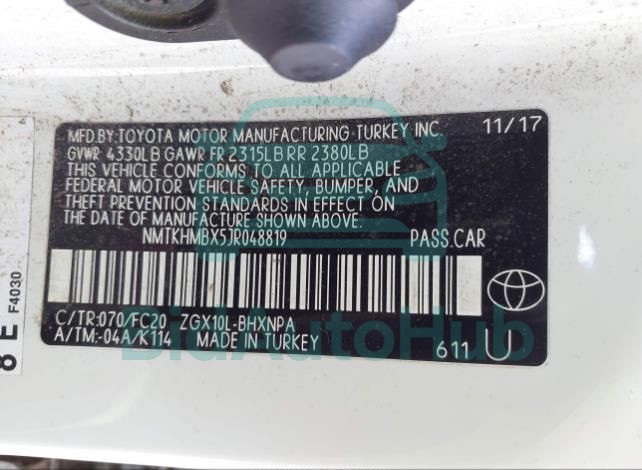 MFD.BY:TOYOTA MOTOR MANUFACTURING TURKEY INC. 11/17
GVWR 4330LB GAWR FR 2315LB RR 2380LB
THIS VEHICLE CONFORMS TO ALL APPLICABLE
FEDERAL MOTOR VEHICLE SAFETY, BUMPER, AND
THEFT PREVENTION STANDARDS IN EFFECT ON
THE DATE OF MANUFACTURE SHOWN ABOVE.
NMTKHMBX5JR048819 PASS.CAR
C/TR:070/FC20 ZGX10L-BHXNPA
A/TM:-04A/K114 MADE IN TURKEY
611 U
BidAutoHub
8 E F4030